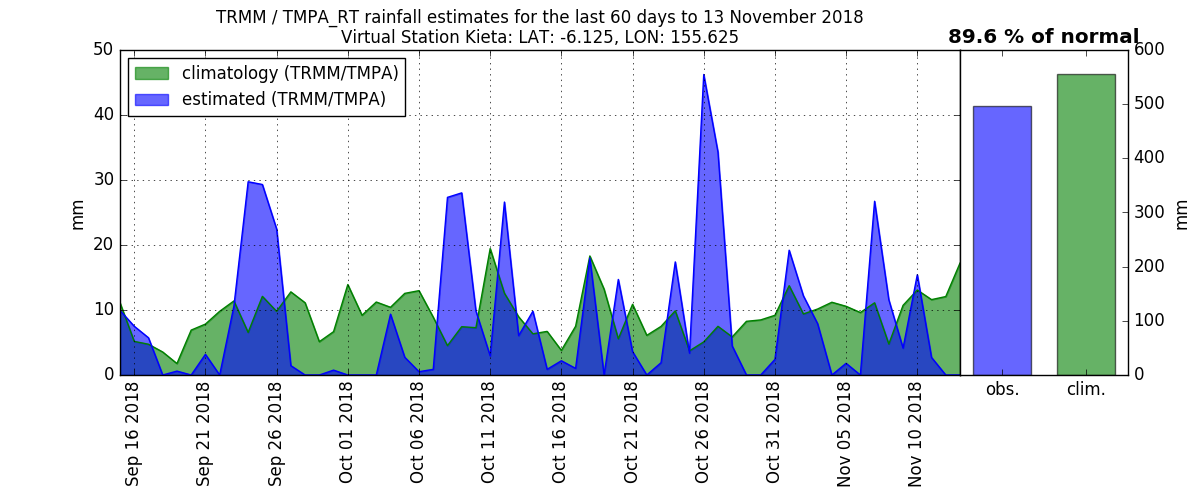 TRMM / TMPA_RT rainfall estimates for the last 60 days to 13 November 2018
Virtual Station Kieta: LAT: -6.125, LON: 155.625
89.6 % of normal
climatology (TRMM/TMPA)
estimated (TRMM/TMPA)
50
40
30
20
10
0
mm
Sep 16 2018
Sep 21 2018
Sep 26 2018
Oct 01 2018
Oct 06 2018
Oct 11 2018
Oct 16 2018
Oct 21 2018
Oct 26 2018
Oct 31 2018
Nov 05 2018
Nov 10 2018
600
500
400
300
200
100
0
mm
obs.
clim.